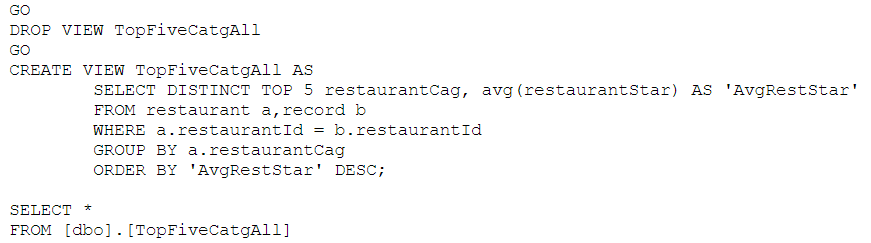 GO
DROP VIEW TopFiveCatgAll
GO
CREATE VIEW TopFiveCatgAll AS
SELECT DISTINCT TOP 5 restaurantCag, avg(restaurantStar) AS 'AvgRestStar'
FROM restaurant a,record b
WHERE a.restaurantId = b.restaurantId
GROUP BY a.restaurantCag
ORDER BY 'AvgRestStar' DESC;
SELECT *
FROM [dbo].[TopFiveCatgAll]